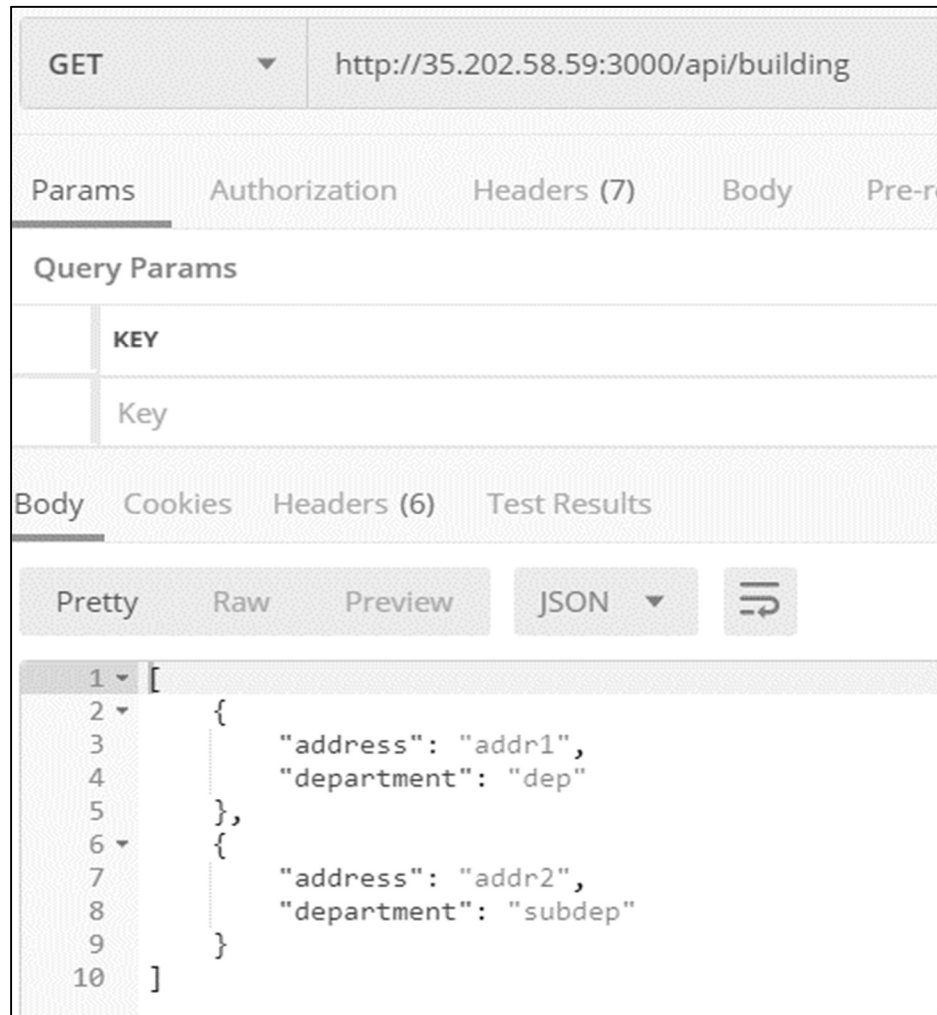 GET http://35.202.58.59:3000/api/building
Params Authorization Headers (7) Body Pre-r
Query Params
KEY
Key
Body Cookies Headers (6) Test Results
Pretty Raw Preview JSON
1 [
2 {
3 "address": "addr1",
4 "department": "dep"
5 },
6 {
7 "address": "addr2",
8 "department": "subdep"
9 }
10 ]